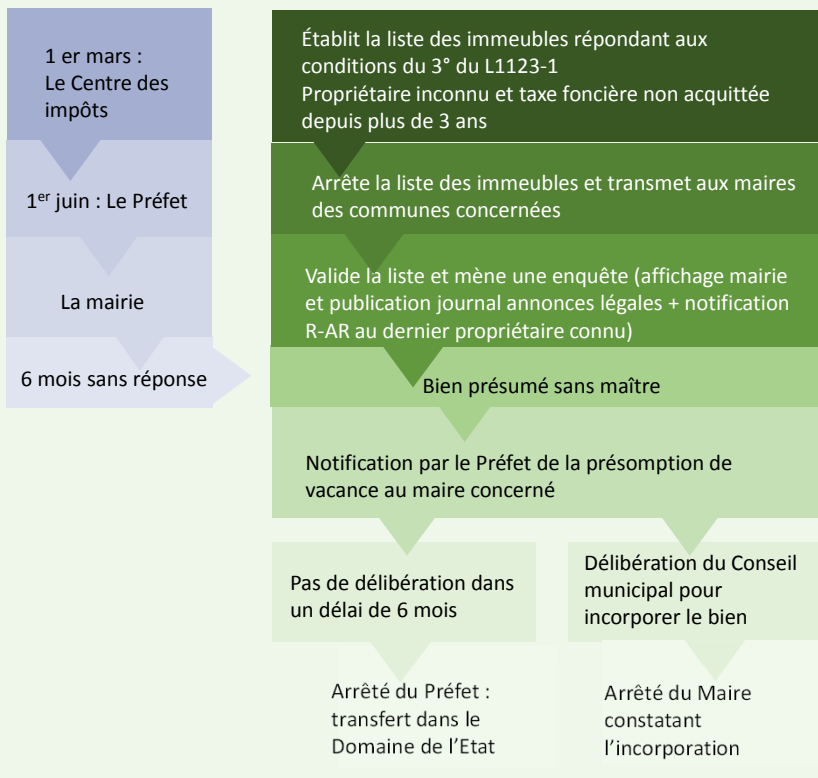 1 er mars :
Le Centre des
impôts
Établit la liste des immeubles répondant aux
conditions du 3° du L1123-1
Propriétaire inconnu et taxe foncière non acquittée
depuis plus de 3 ans
1er juin : Le Préfet
Arrête la liste des immeubles et transmet aux maires
des communes concernées
La mairie
Valide la liste et mène une enquête (affichage mairie
et publication journal annonces légales + notification
R-AR au dernier propriétaire connu)
6 mois sans réponse
Bien présumé sans maître
Notification par le Préfet de la présomption de
vacance au maire concerné
Pas de délibération dans
un délai de 6 mois
Délibération du Conseil
municipal pour
incorporer le bien
Arrêté du Préfet :
transfert dans le
Domaine de l'Etat
Arrêté du Maire
constatant
l'incorporation